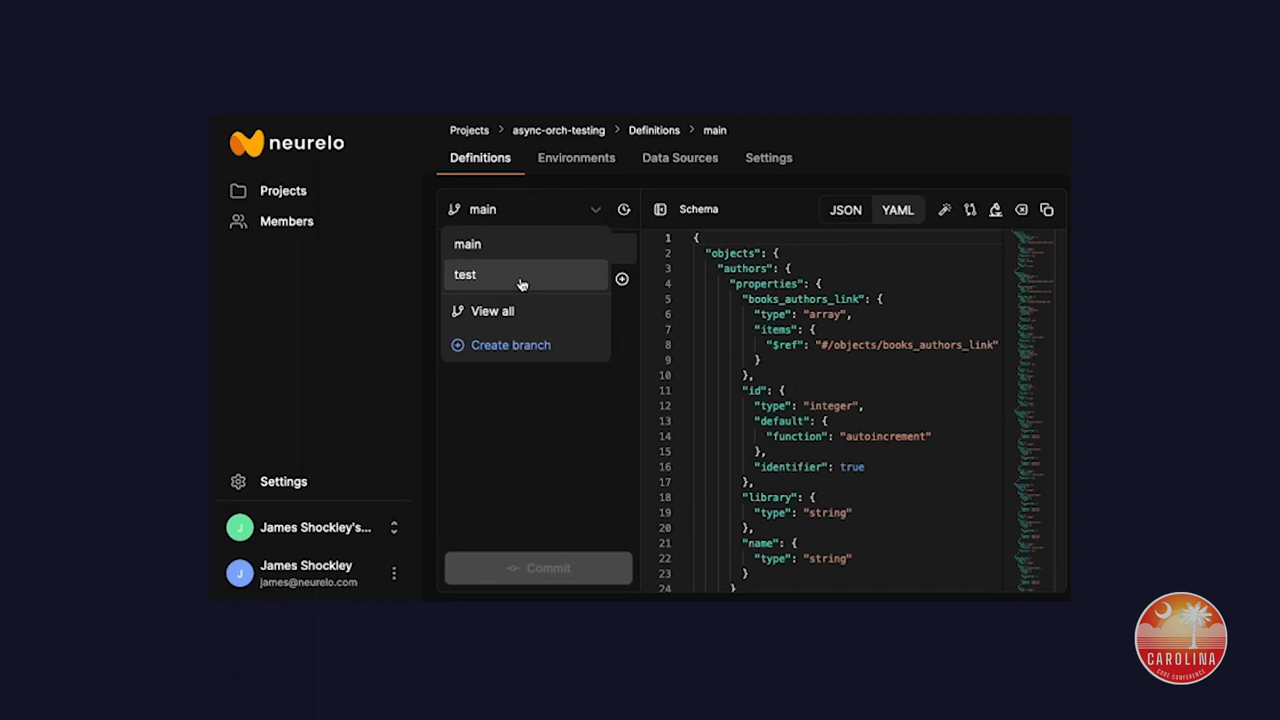 neurelo
Projects
Members
Settings
J
James Shockley's...
J
James Shockley
james@neurelo.com
Projects > async-orch-testing > Definitions > main
Definitions
Environments
Data Sources
Settings
main
main
test
View all
Create branch
Commit
Schema
JSON
YAML
1 {
2 "objects": {
3 "authors": {
4 "properties": {
5 "books_authors_link": {
6 "type": "array",
7 "items": {
8 "$ref": "#/objects/books_authors_link"
9 }
10 },
11 "id": {
12 "type": "integer",
13 "default": {
14 "function": "autoincrement"
15 },
16 "identifier": true
17 },
18 "library": {
19 "type": "string"
20 },
21 "name": {
22 "type": "string"
23 }
24 }
CAROLINA
CODE CONFERENCE